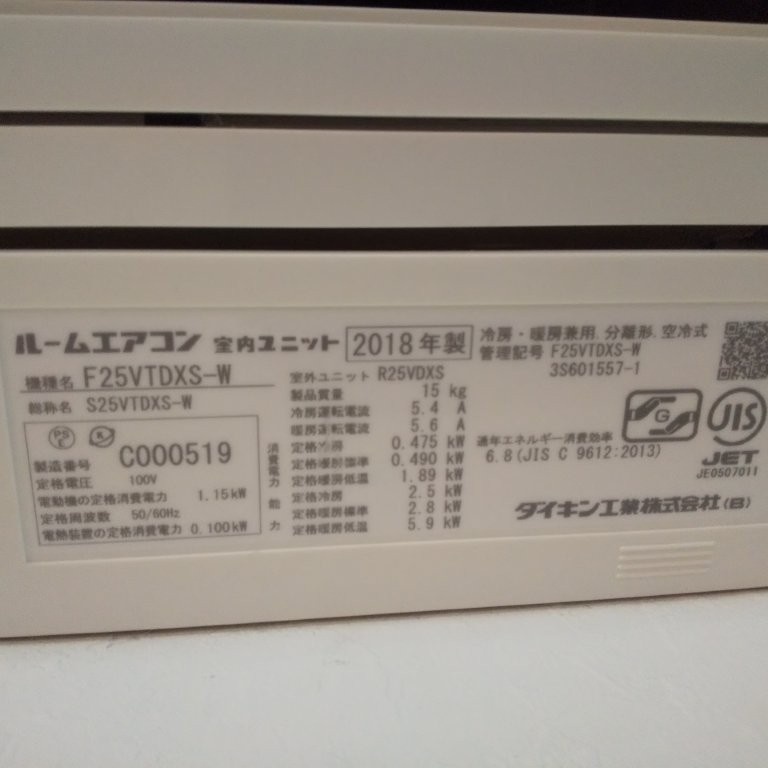 ルームエアコン 室内ユニット 2018年製
冷房・暖房兼用, 分離形, 空冷式
管理記号 F25VTDXS-W
3S601557-1
機種名 F25VTDXS-W
総称名 S25VTDXS-W
PS
E
製造番号 C000519
定格電圧 100V
電動機の定格消費電力 1.15kW
定格周波数 50/60Hz
電熱装置の定格消費電力 0.100kW
室外ユニット R25VDXS
製品質量 15 kg
冷房運転電流 5.4 A
暖房運転電流 5.6 A
消費電力
定格冷房 0.475 kW
定格暖房標準 0.490 kW
定格暖房低温 1.89 kW
能力
定格冷房 2.5 kW
定格暖房標準 2.8 kW
定格暖房低温 5.9 kW
通年エネルギー消費効率
6.8(JIS C 9612:2013)
G
JIS
JET
JE0507011
ダイキン工業株式会社(日)